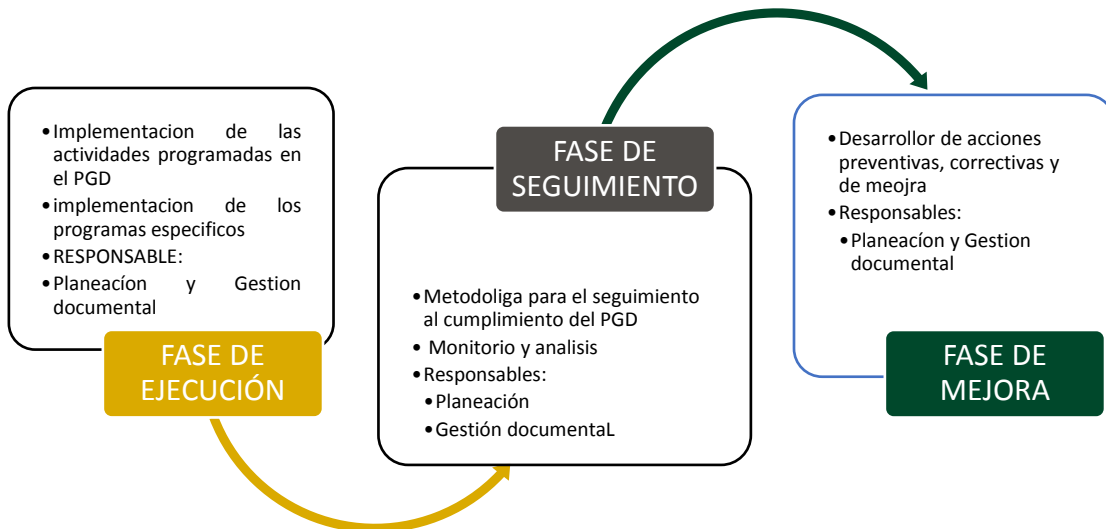 •Implementacion de las
actividades programadas en
el PGD
•implementacion de los
programas especificos
•RESPONSABLE:
•Planeacíon y Gestion
documental
FASE DE
EJECUCIÓN
FASE DE
SEGUIMIENTO
•Metodoliga para el seguimiento
al cumplimiento del PGD
• Monitorio y analisis
•Responsables:
•Planeación
•Gestión documentaL
•Desarrollor de acciones
preventivas, correctivas y
de meojra
•Responsables:
•Planeacíon y Gestion
documental
FASE DE
MEJORA